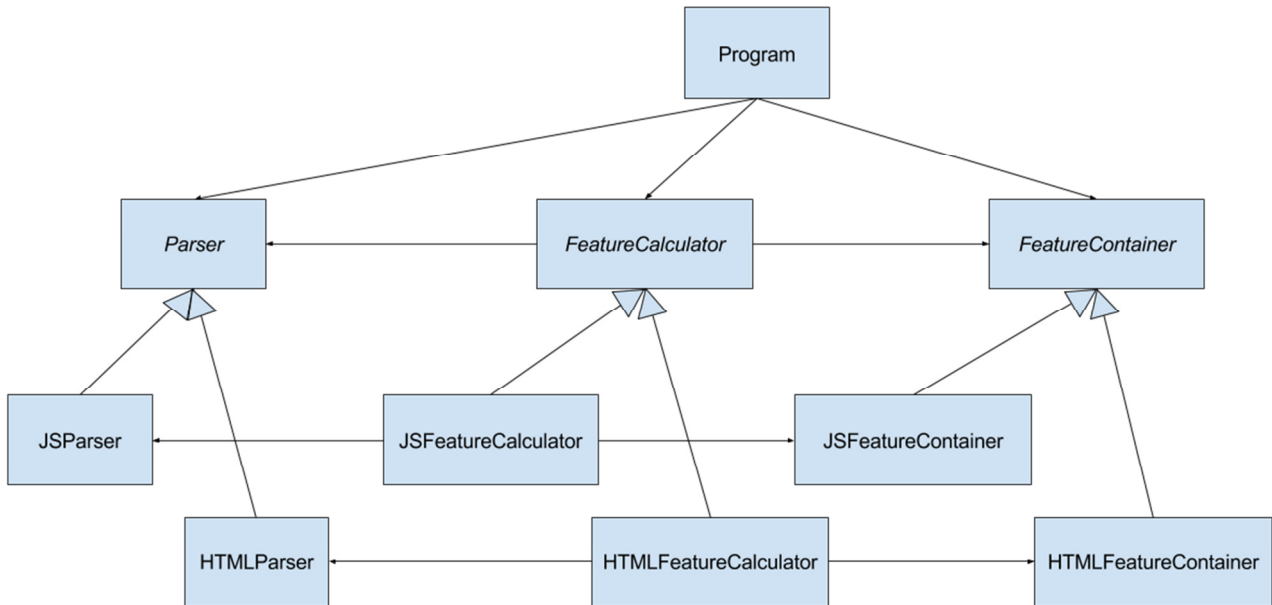 Program
Parser
FeatureCalculator
FeatureContainer
JSParser
JSFeatureCalculator
JSFeatureContainer
HTMLParser
HTMLFeatureCalculator
HTMLFeatureContainer